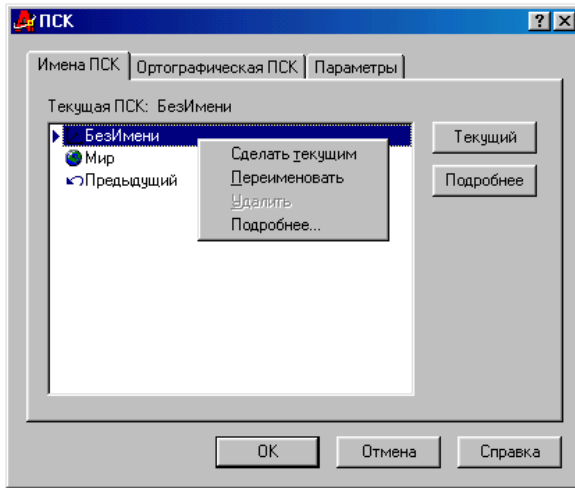 ПСК
Имена ПСК Ортографическая ПСК Параметры
Текущая ПСК: БезИмени
БезИмени
Мир
Предыдущий
Сделать текущим
Переименовать
Удалить
Подробнее...
Текущий
Подробнее
OK Отмена Справка